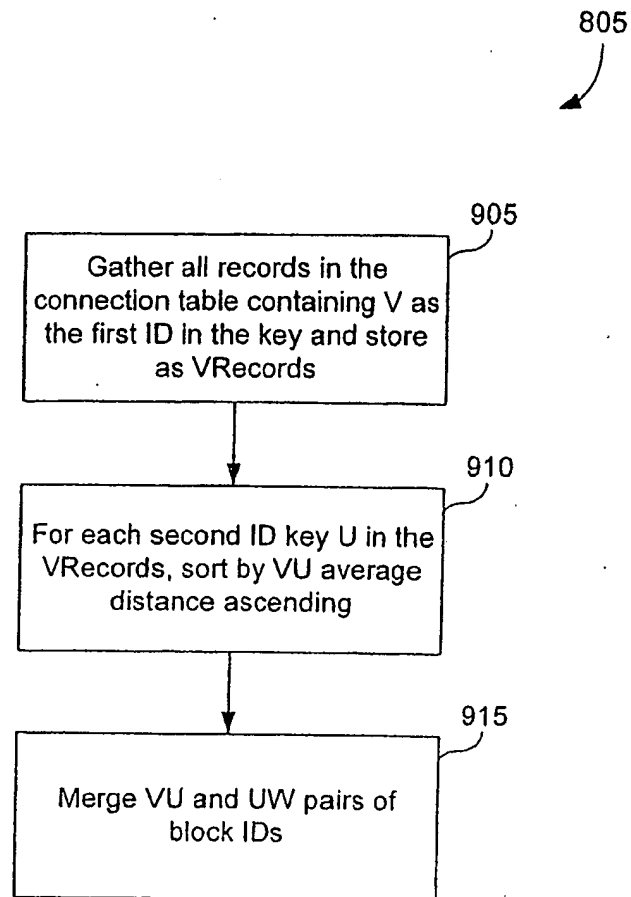 805
905
Gather all records in the
connection table containing V as
the first ID in the key and store
as VRecords
910
For each second ID key U in the
VRecords, sort by VU average
distance ascending
915
Merge VU and UW pairs of
block IDs